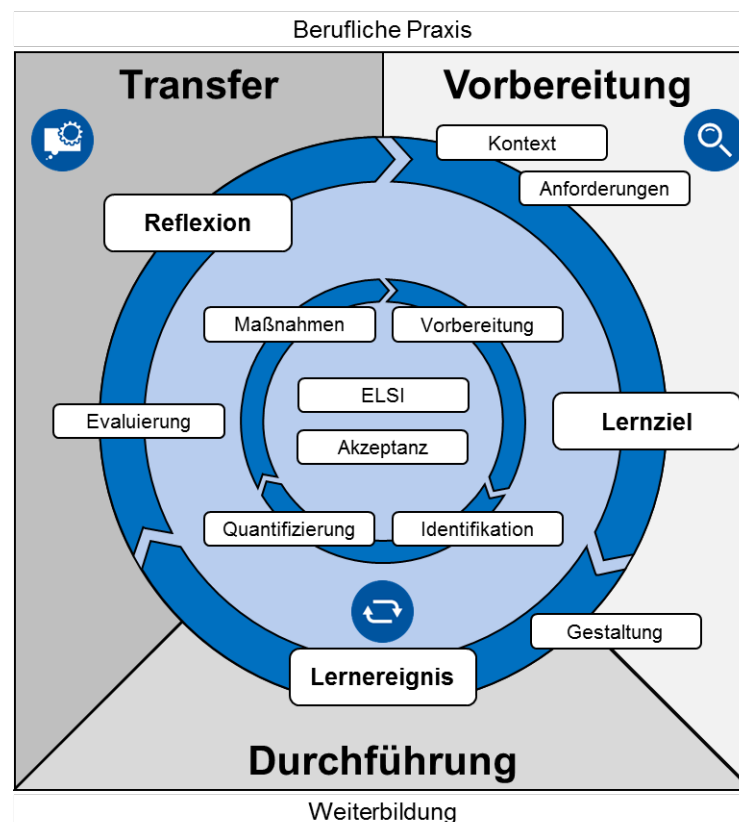 Berufliche Praxis
Transfer
Vorbereitung
Kontext
Anforderungen
Reflexion
Maßnahmen
Vorbereitung
ELSI
Evaluierung
Lernziel
Akzeptanz
Quantifizierung
Identifikation
Gestaltung
Lernereignis
Durchführung
Weiterbildung